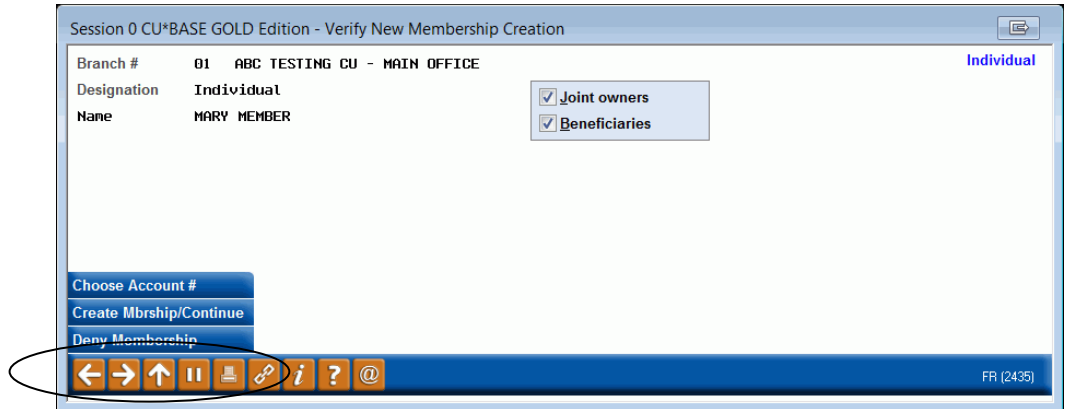 Session 0 CU*BASE GOLD Edition - Verify New Membership Creation
Branch # 01 ABC TESTING CU - MAIN OFFICE
Individual
Designation Individual
Joint owners
Name MARY MEMBER
Beneficiaries
Choose Account #
Create Mbrship/Continue
Deny Membership
i ? @
FR (2435)